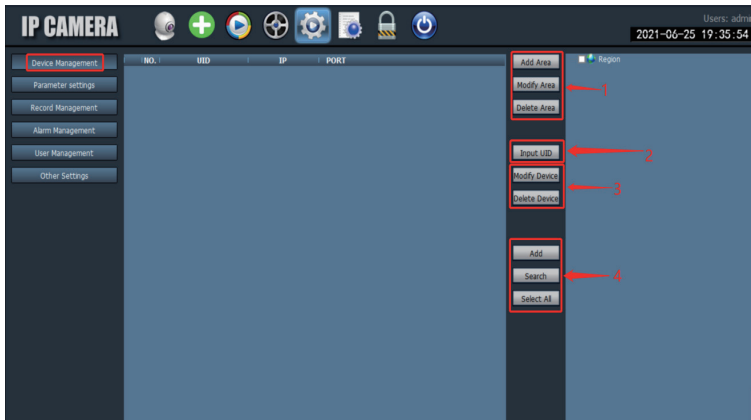 IP CAMERA
Users: admi
2021-06-25 19:35:54
Device Management
NO. UID IP PORT
Add Area
Region
Parameter settings
Modify Area
1
Record Management
Delete Area
Alarm Management
User Management
Input UID
2
Other Settings
Modify Device
3
Delete Device
Add
Search
4
Select All